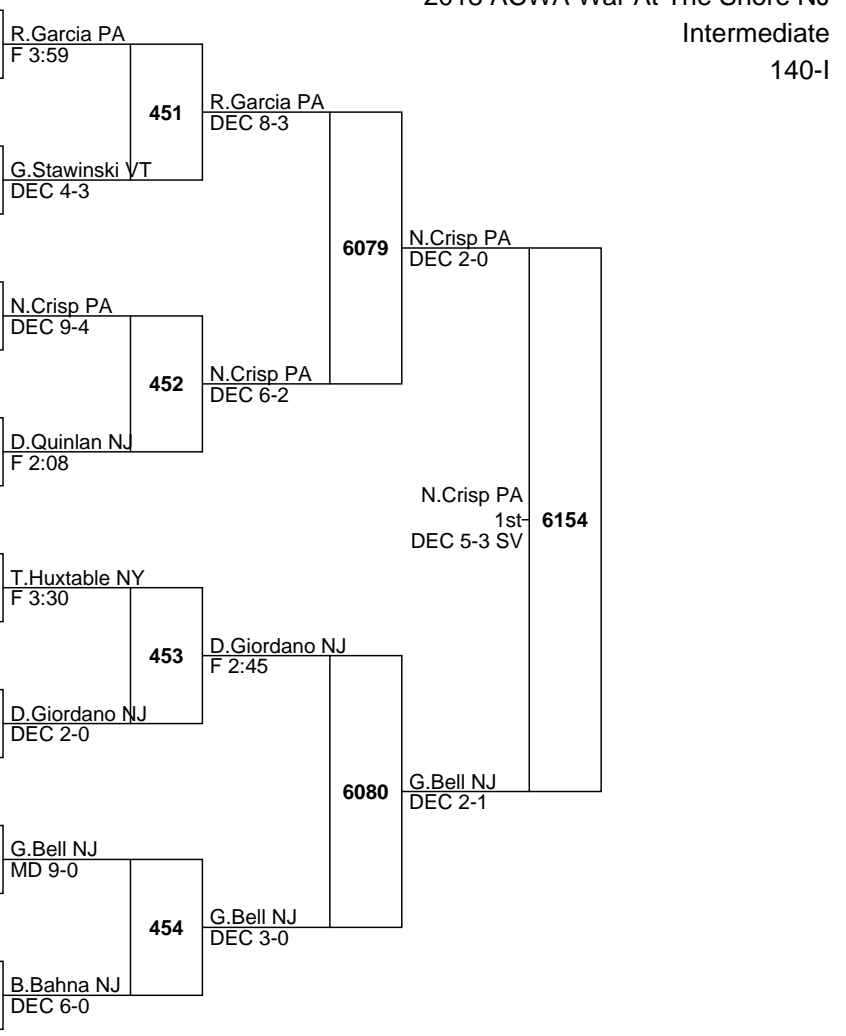 2018 ACWA War At The Shore NJ
Intermediate
140-I
R.Garcia PA
F 3:59
451
R.Garcia PA
DEC 8-3
G.Stawinski VT
DEC 4-3
6079
N.Crisp PA
DEC 2-0
N.Crisp PA
DEC 9-4
452
N.Crisp PA
DEC 6-2
D.Quinlan NJ
F 2:08
N.Crisp PA
1st
DEC 5-3 SV
6154
T.Huxtable NY
F 3:30
453
D.Giordano NJ
F 2:45
D.Giordano NJ
DEC 2-0
6080
G.Bell NJ
DEC 2-1
G.Bell NJ
MD 9-0
454
G.Bell NJ
DEC 3-0
B.Bahna NJ
DEC 6-0